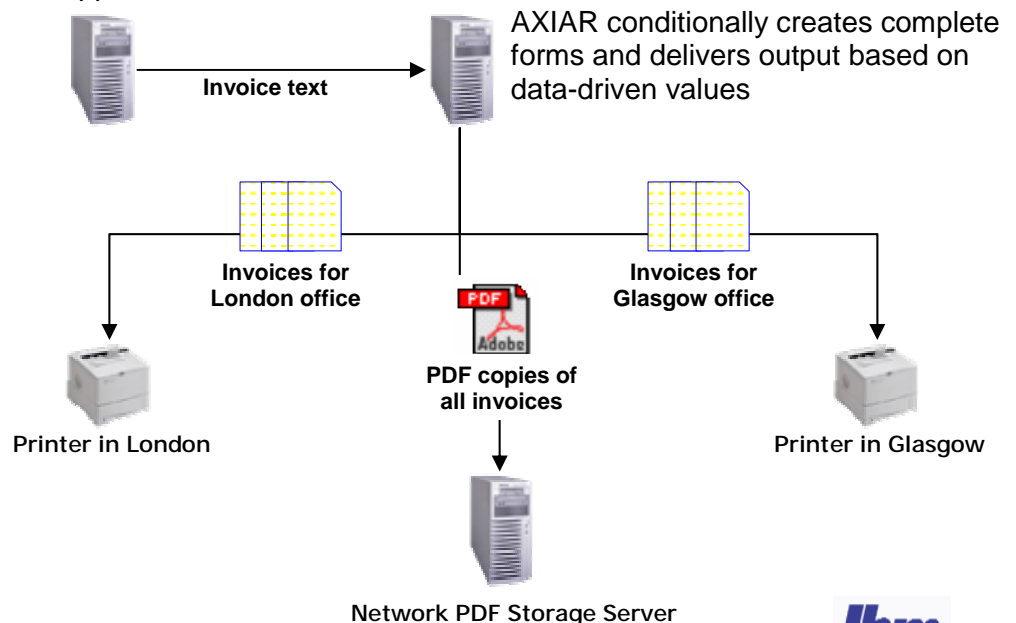 AXIAR conditionally creates complete
forms and delivers output based on
data-driven values
Invoice text
Invoices for
London office
Invoices for
Glasgow office
PDF
Adobe
PDF copies of
all invoices
Printer in London
Printer in Glasgow
Network PDF Storage Server